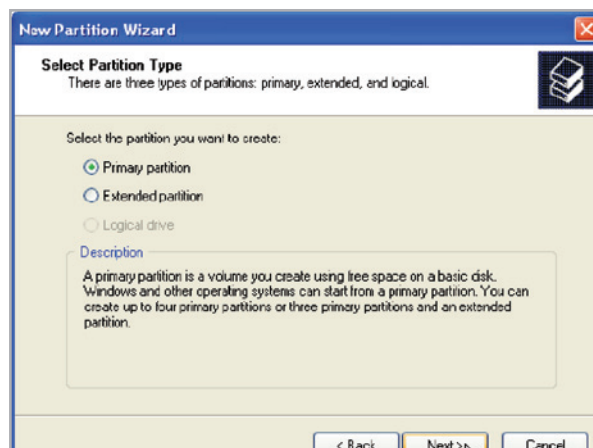 New Partition Wizard
Select Partition Type
There are three types of partitions: primary, extended, and logical.
Select the partition you want to create:
Primary partition
Extended partition
Logical drive
Description
A primary partition is a volume you create using free space on a basic disk.
Windows and other operating systems can start from a primary partition. You can
create up to four primary partitions or three primary partitions and an extended
partition.
< Back Next > Cancel